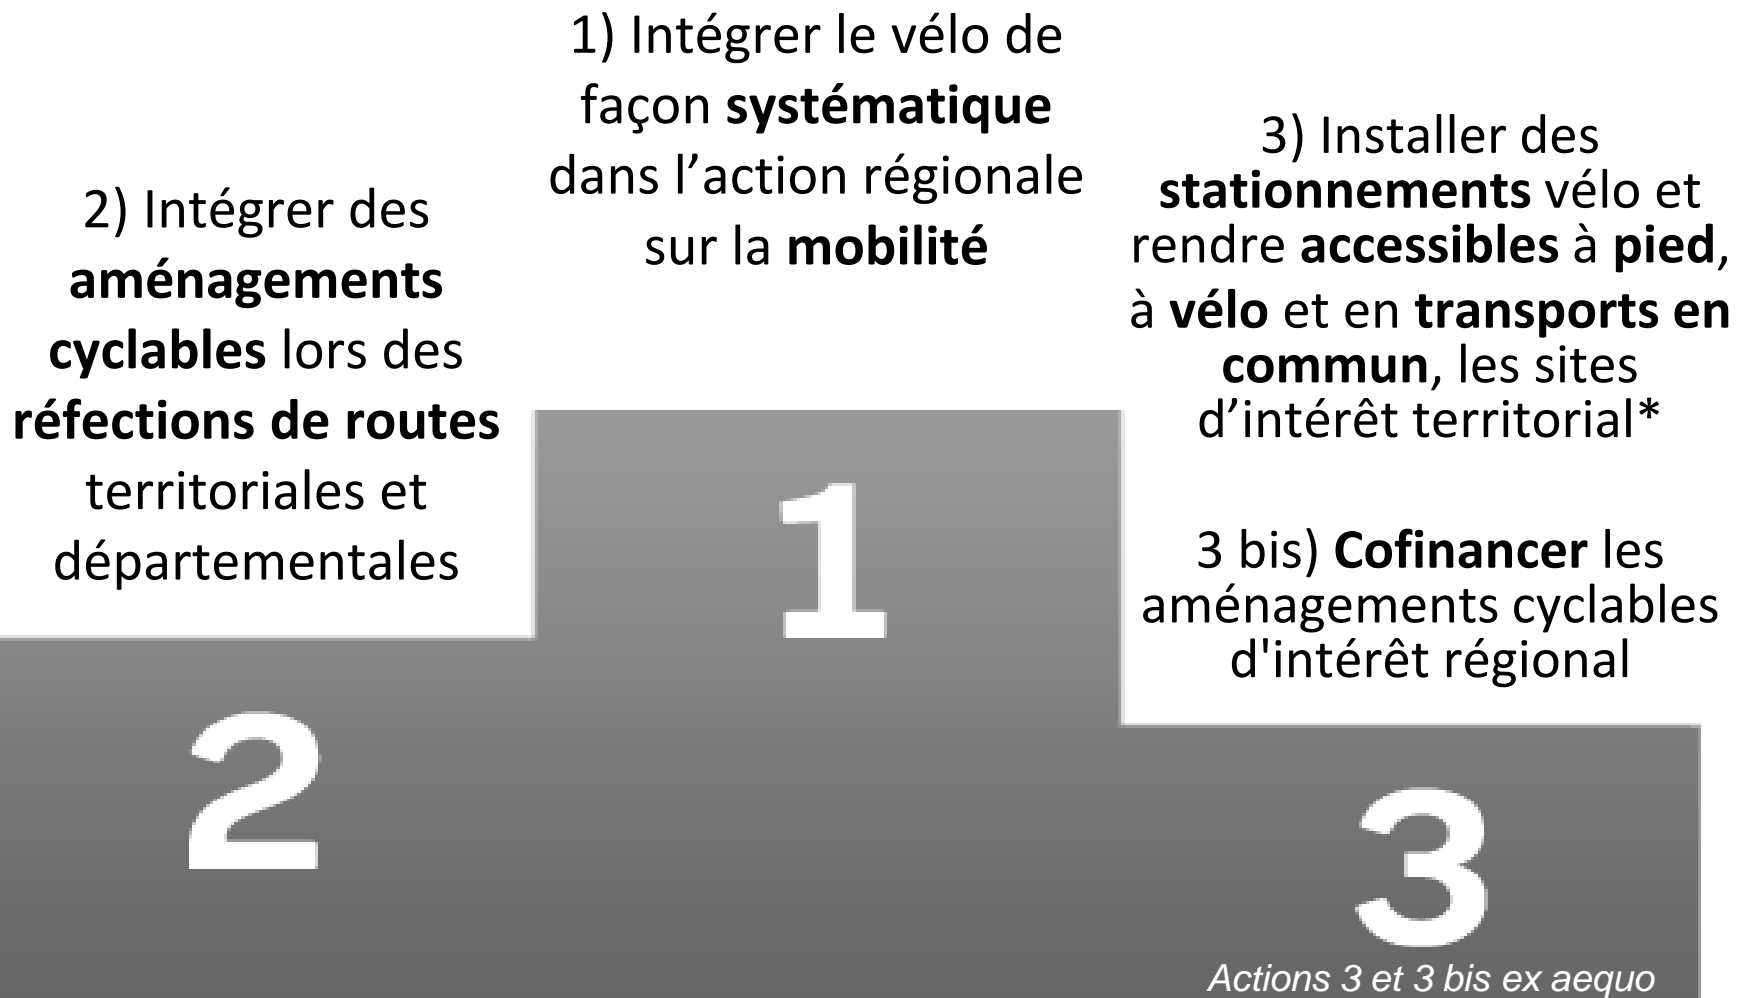 1) Intégrer le vélo de
façon systématique
dans l’action régionale
sur la mobilité
2) Intégrer des
aménagements
cyclables lors des
réfections de routes
territoriales et
départementales
3) Installer des
stationnements vélo et
rendre accessibles à pied,
à vélo et en transports en
commun, les sites
d’intérêt territorial*
3 bis) Cofinancer les
aménagements cyclables
d'intérêt régional
1
2
3
Actions 3 et 3 bis ex aequo